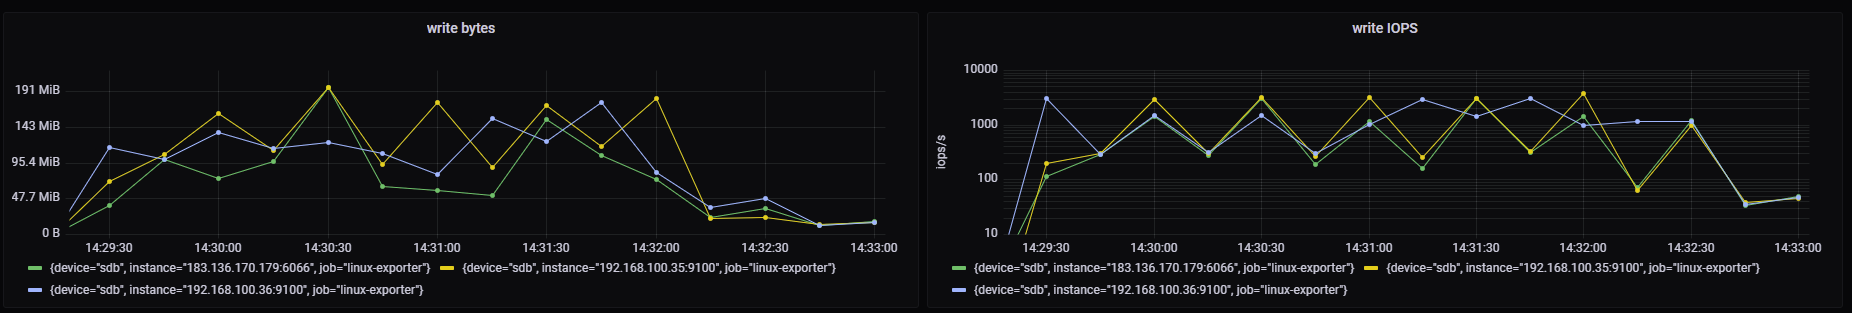 write bytes
191 MiB
143 MiB
95.4 MiB
47.7 MiB
0 B
14:29:30 14:30:00 14:30:30 14:31:00 14:31:30 14:32:00 14:32:30 14:33:00
{device="sdb", instance="183.136.170.179:6066", job="linux-exporter"} {device="sdb", instance="192.168.100.35:9100", job="linux-exporter"}
{device="sdb", instance="192.168.100.36:9100", job="linux-exporter"}
write IOPS
iops/s
10000
1000
100
10
14:29:30 14:30:00 14:30:30 14:31:00 14:31:30 14:32:00 14:32:30 14:33:00
{device="sdb", instance="183.136.170.179:6066", job="linux-exporter"} {device="sdb", instance="192.168.100.35:9100", job="linux-exporter"}
{device="sdb", instance="192.168.100.36:9100", job="linux-exporter"}